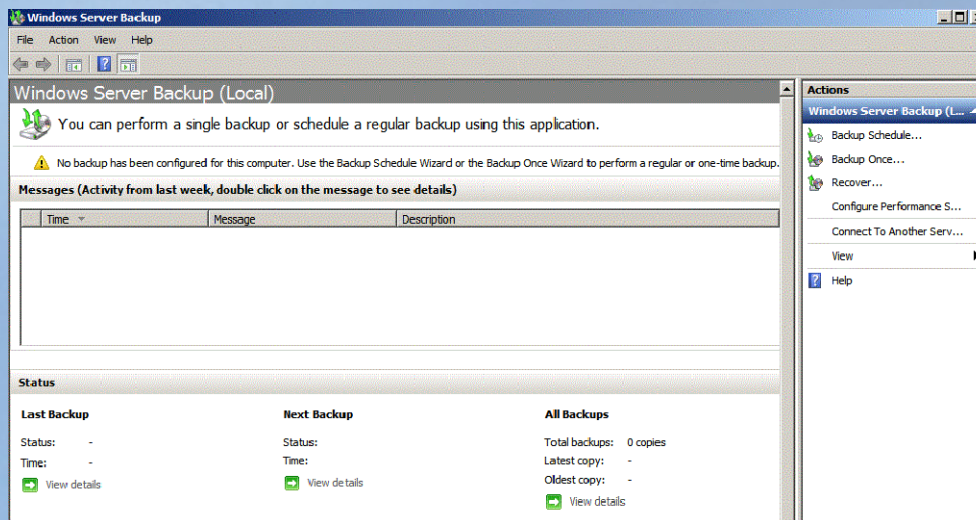 Windows Server Backup
File Action View Help
Windows Server Backup (Local)
You can perform a single backup or schedule a regular backup using this application.
No backup has been configured for this computer. Use the Backup Schedule Wizard or the Backup Once Wizard to perform a regular or one-time backup.
Messages (Activity from last week, double click on the message to see details)
Time Message Description
Status
Last Backup Next Backup All Backups
Status: - Status: Total backups: 0 copies
Time: - Time: Latest copy: -
Oldest copy: -
View details View details
View details
Actions
Windows Server Backup (L...
Backup Schedule...
Backup Once...
Recover...
Configure Performance S...
Connect To Another Serv...
View
Help